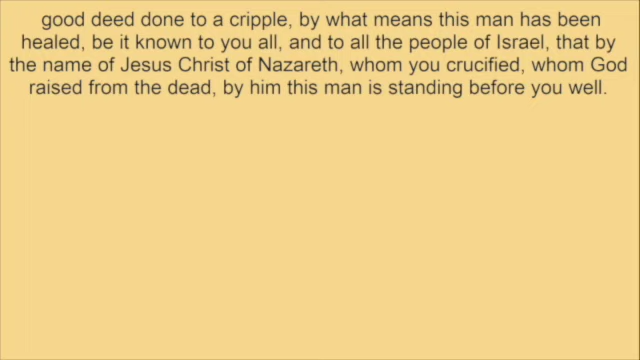 good deed done to a cripple, by what means this man has been
healed, be it known to you all, and to all the people of Israel, that by
the name of Jesus Christ of Nazareth, whom you crucified, whom God
raised from the dead, by him this man is standing before you well.